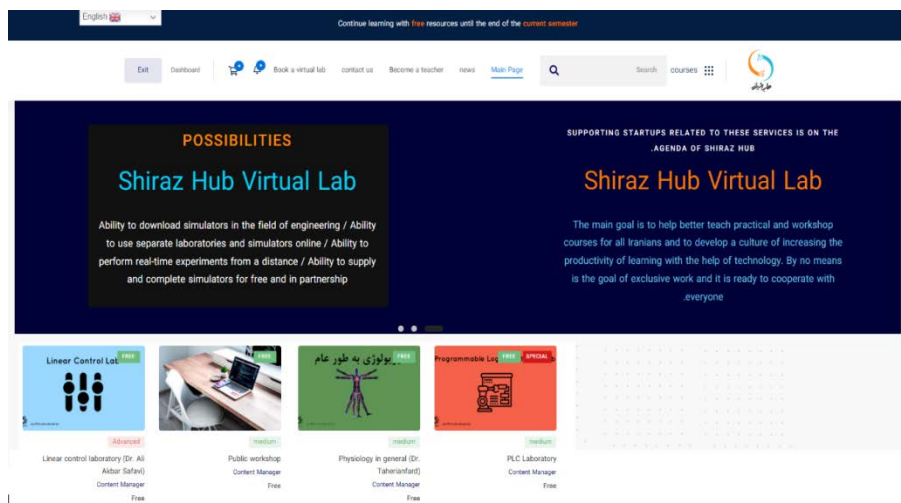 English
Continue learning with free resources until the end of the current semester
Exit
Dashboard
Book a virtual lab
contact us
Become a teacher
news
Main Page
Search
courses
POSSIBILITIES
Shiraz Hub Virtual Lab
Ability to download simulators in the field of engineering / Ability
to use separate laboratories and simulators online / Ability to
perform real-time experiments from a distance / Ability to supply
and complete simulators for free and in partnership
SUPPORTING STARTUPS RELATED TO THESE SERVICES IS ON THE
.AGENDA OF SHIRAZ HUB
Shiraz Hub Virtual Lab
The main goal is to help better teach practical and workshop
courses for all Iranians and to develop a culture of increasing the
productivity of learning with the help of technology. By no means
is the goal of exclusive work and it is ready to cooperate with
.everyone
Linear Control
FREE
Advanced
Linear control laboratory (Dr. Ali
Akbar Safavi)
Content Manager
Free
FREE
medium
Public workshop
Content Manager
Free
به طور عام
FREE
medium
Physiology in general (Dr.
Taherianfard)
Content Manager
Free
Programmable
FREE
SPECIAL
medium
PLC Laboratory
Content Manager
Free